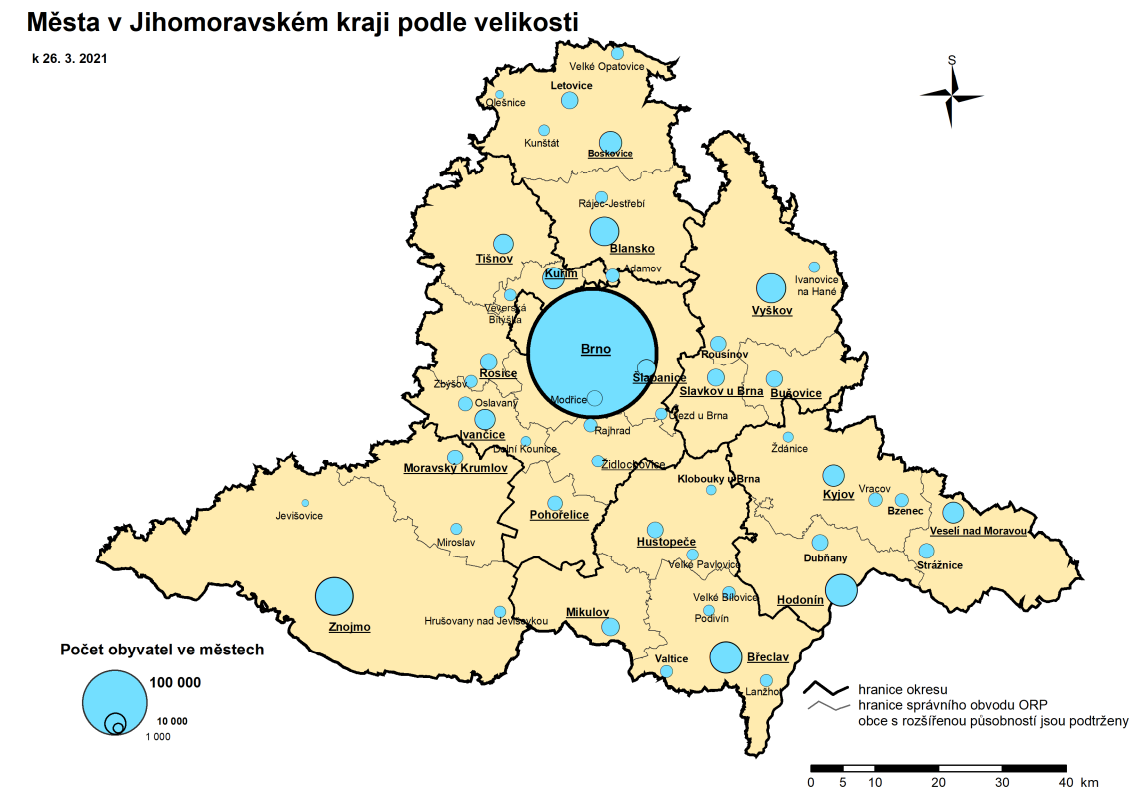 Města v Jihomoravském kraji podle velikosti
k 26. 3. 2021
S
Velké Opatovice
Letovice
Olešnice
Kunštát
Boskovice
Rájec-Jestřebí
Blansko
Tišnov
Kuřim
Adamov
Ivanovice
na Hané
Veverská
Bítýška
Vyškov
Brno
Rousínov
Rosice
Šlapanice
Zbýšov
Slavkov u Brna
Bučovice
Modřice
Oslavany
Újezd u Brna
Rajhrad
Ivančice
Dolní Kounice
Ždánice
Moravský Krumlov
Židlochovice
Klobouky u Brna
Kyjov
Vracov
Bzenec
Jevišovice
Pohořelice
Veselí nad Moravou
Miroslav
Hustopeče
Dubňany
Strážnice
Velké Pavlovice
Velké Bílovice
Hodonín
Znojmo
Hrušovany nad Jevišovkou
Mikulov
Podivín
Valtice
Břeclav
Lanžhot
Počet obyvatel ve městech
100 000
10 000
1 000
hranice okresu
hranice správního obvodu ORP
obce s rozšířenou působností jsou podtrženy
0 5 10 20 30 40 km